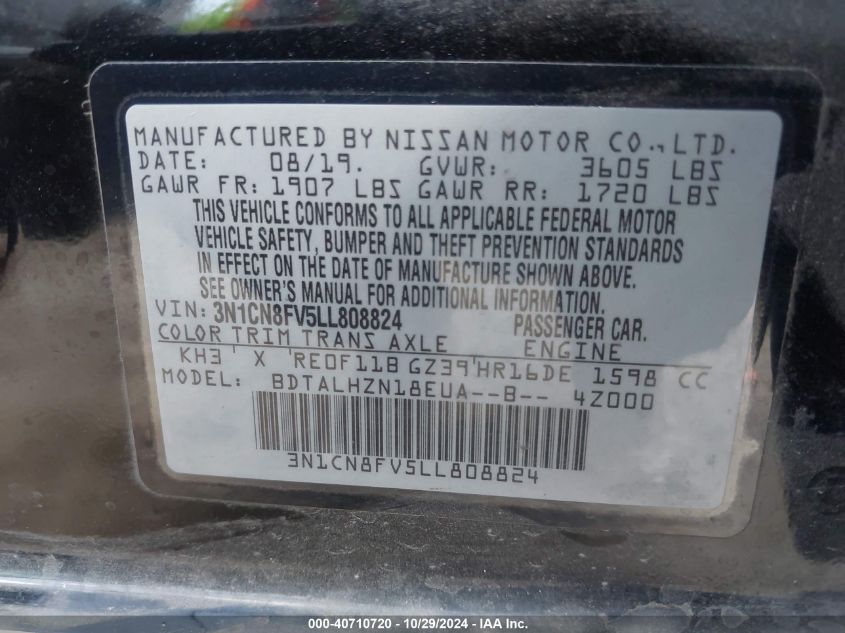 MANUFACTURED BY NISSAN MOTOR CO., LTD.
DATE: 08/19. GVWR: 3605 LBS
GAWR FR: 1907 LBS GAWR RR: 1720 LBS
THIS VEHICLE CONFORMS TO ALL APPLICABLE FEDERAL MOTOR
VEHICLE SAFETY, BUMPER AND THEFT PREVENTION STANDARDS
IN EFFECT ON THE DATE OF MANUFACTURE SHOWN ABOVE.
SEE OWNER'S MANUAL FOR ADDITIONAL INFORMATION.
VIN: 3N1CN8FV5LL808824 PASSENGER CAR.
COLOR TRIM TRANS AXLE ENGINE
KH3 ' X 'RE0F11B GZ39'HR16DE 1598 CC
MODEL: BDTALHZN18EUA--B-- 4Z000
3N1CN8FV5LL808824
000-40710720 - 10/29/2024 - IAA Inc.